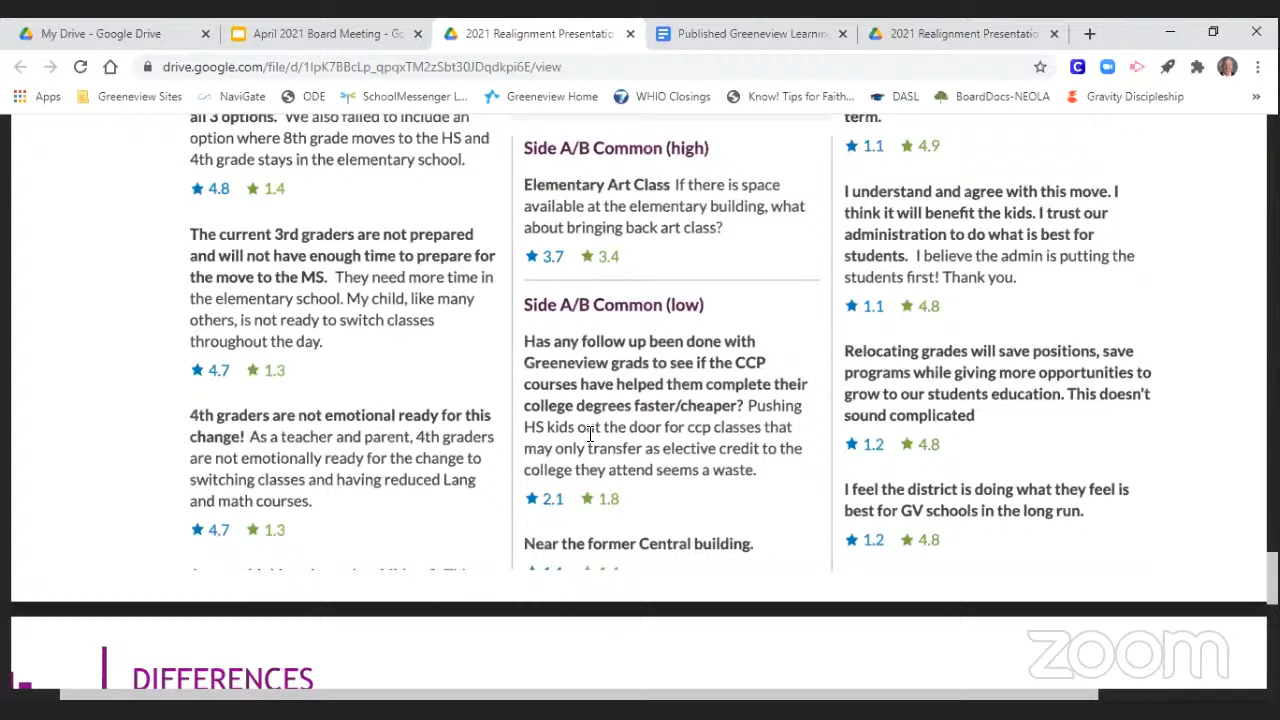 My Drive - Google Drive
April 2021 Board Meeting - Go
2021 Realignment Presentatio
Published Greeneview Learnin
2021 Realignment Presentatio
drive.google.com/file/d/1IpK7BBcLp_qpqxTM2zSbt30JDqdkpi6E/view
Apps
Greeneview Sites
NaviGate
ODE
SchoolMessenger L...
Greeneview Home
WHIO Closings
Know! Tips for Faith...
DASL
BoardDocs-NEOLA
Gravity Discipleship
all 3 options. We also failed to include an
option where 8th grade moves to the HS and
4th grade stays in the elementary school.
4.8 1.4
The current 3rd graders are not prepared
and will not have enough time to prepare for
the move to the MS. They need more time in
the elementary school. My child, like many
others, is not ready to switch classes
throughout the day.
4.7 1.3
4th graders are not emotional ready for this
change! As a teacher and parent, 4th graders
are not emotionally ready for the change to
switching classes and having reduced Lang
and math courses.
4.7 1.3
Side A/B Common (high)
Elementary Art Class If there is space
available at the elementary building, what
about bringing back art class?
3.7 3.4
Side A/B Common (low)
Has any follow up been done with
Greeneview grads to see if the CCP
courses have helped them complete their
college degrees faster/cheaper? Pushing
HS kids out the door for ccp classes that
may only transfer as elective credit to the
college they attend seems a waste.
2.1 1.8
Near the former Central building.
term.
1.1 4.9
I understand and agree with this move. I
think it will benefit the kids. I trust our
administration to do what is best for
students. I believe the admin is putting the
students first! Thank you.
1.1 4.8
Relocating grades will save positions, save
programs while giving more opportunities to
grow to our students education. This doesn't
sound complicated
1.2 4.8
I feel the district is doing what they feel is
best for GV schools in the long run.
1.2 4.8
DIFFERENCES
zoom